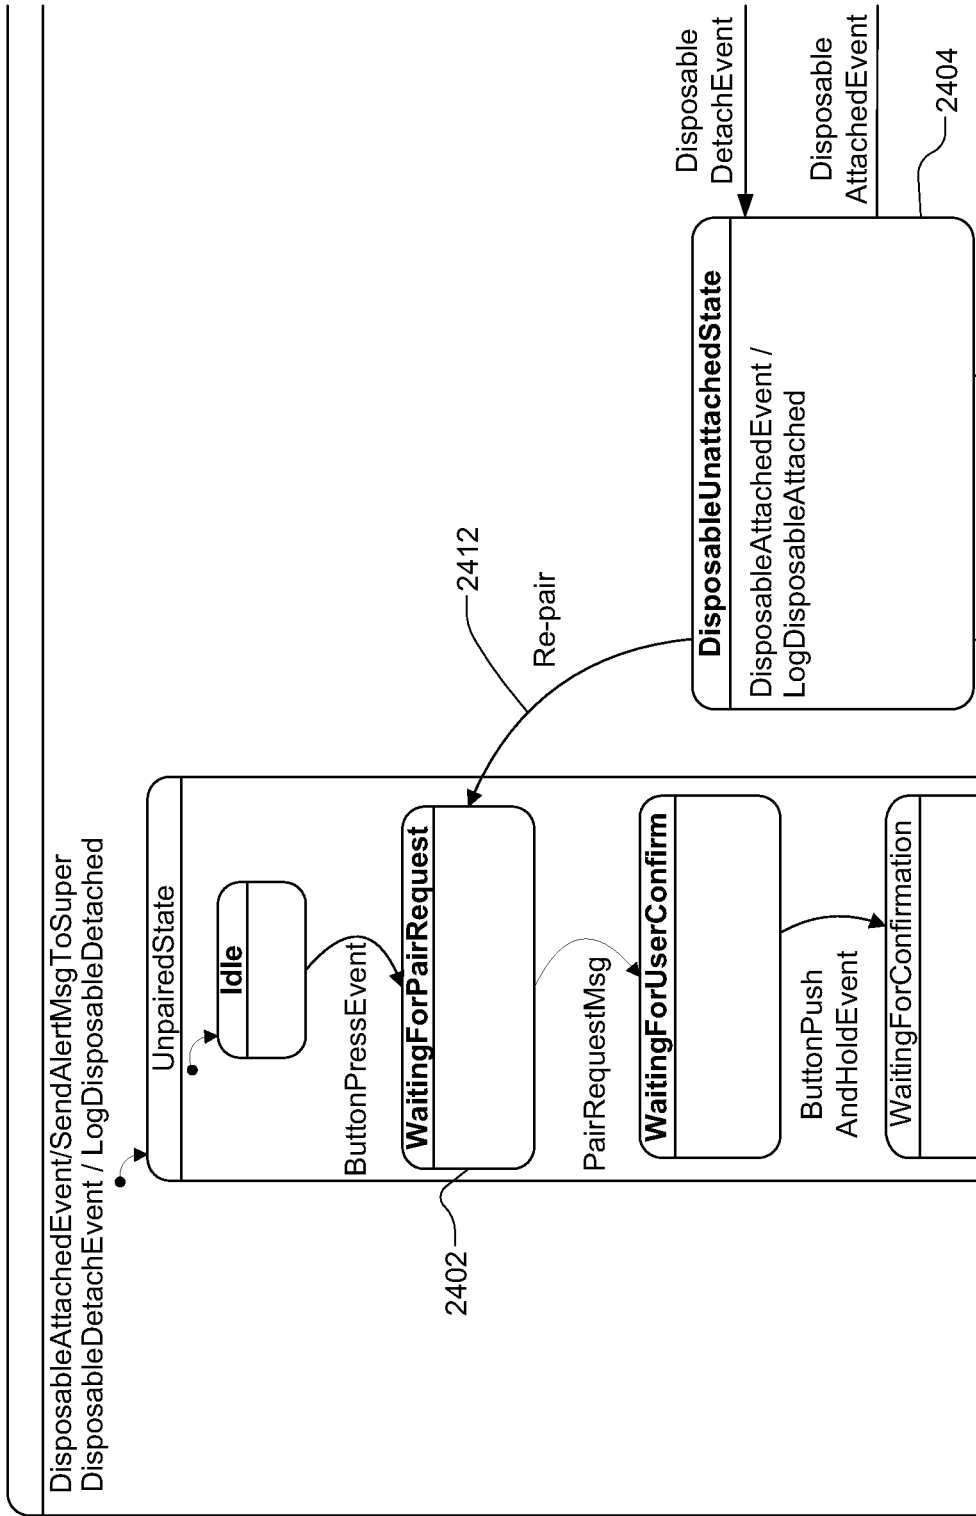 DisposableAttachedEvent/SendAlertMsgToSuper
DisposableDetachEvent / LogDisposableDetached
UnpairedState
Idle
ButtonPressEvent
WaitingForPairRequest
2402
PairRequestMsg
WaitingForUserConfirm
ButtonPush
AndHoldEvent
WaitingForConfirmation
2412
Re-pair
DisposableUnattachedState
DisposableAttachedEvent /
LogDisposableAttached
Disposable
DetachEvent
Disposable
AttachedEvent
2404